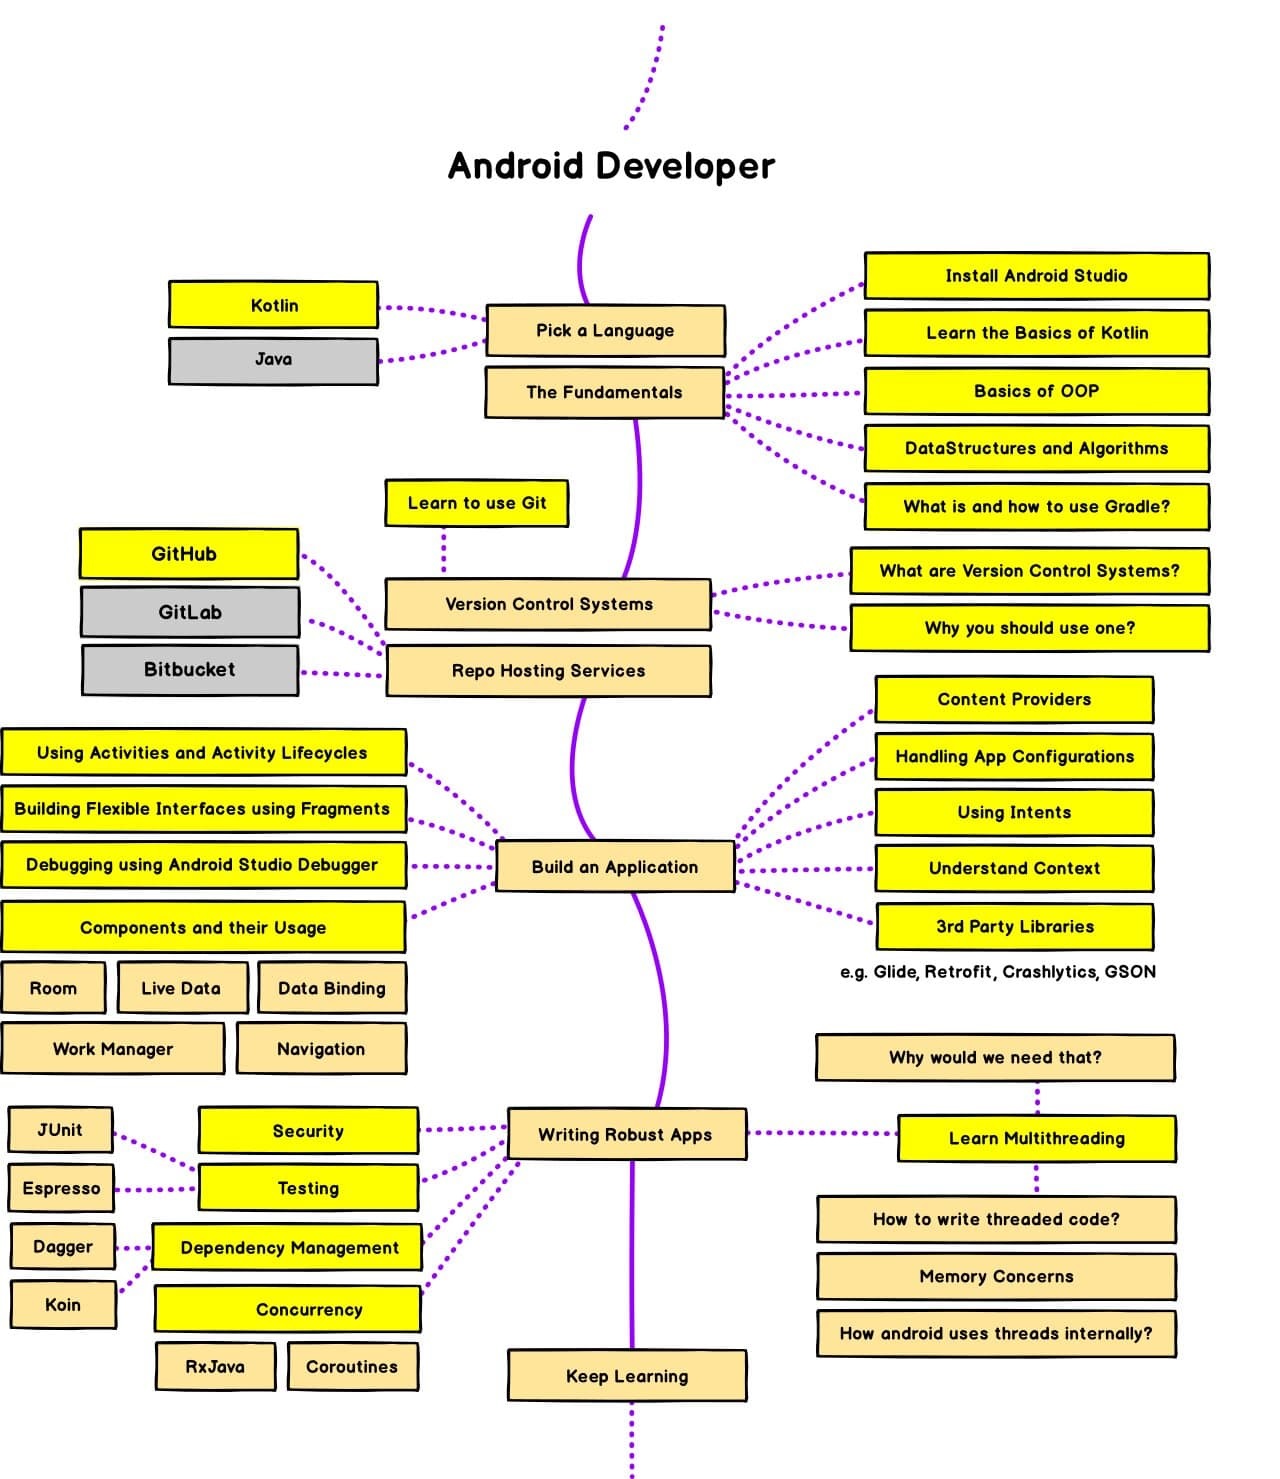 Android Developer
Kotlin
Java
Pick a Language
The Fundamentals
Install Android Studio
Learn the Basics of Kotlin
Basics of OOP
DataStructures and Algorithms
What is and how to use Gradle?
Learn to use Git
GitHub
GitLab
Bitbucket
Version Control Systems
Repo Hosting Services
What are Version Control Systems?
Why you should use one?
Using Activities and Activity Lifecycles
Building Flexible Interfaces using Fragments
Debugging using Android Studio Debugger
Components and their Usage
Room
Live Data
Data Binding
Work Manager
Navigation
Build an Application
Content Providers
Handling App Configurations
Using Intents
Understand Context
3rd Party Libraries
e.g. Glide, Retrofit, Crashlytics, GSON
JUnit
Espresso
Dagger
Koin
Security
Testing
Dependency Management
Concurrency
RxJava
Coroutines
Writing Robust Apps
Why would we need that?
Learn Multithreading
How to write threaded code?
Memory Concerns
How android uses threads internally?
Keep Learning